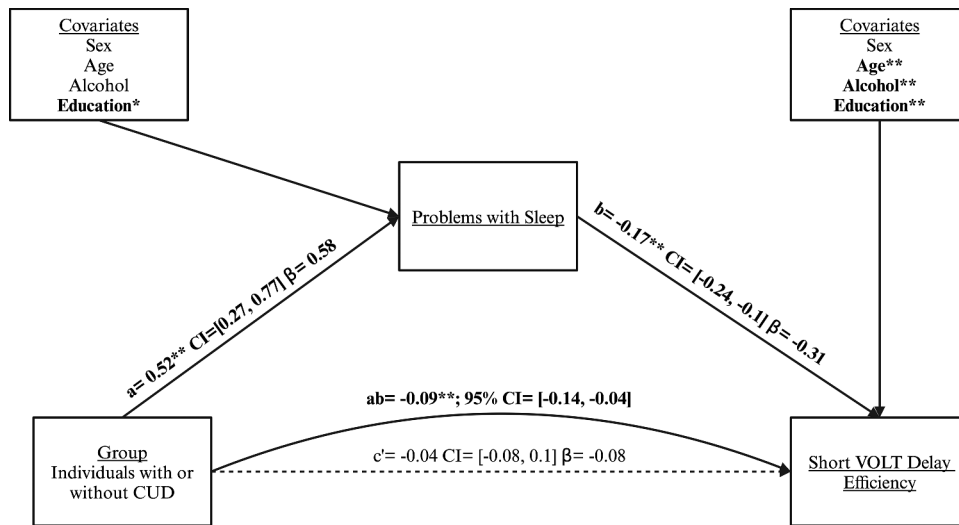 Covariates
Sex
Age
Alcohol
Education*
Covariates
Sex
Age**
Alcohol**
Education**
Problems with Sleep
a= 0.52** CI=[0.27, 0.77] β= 0.58
b= -0.17** CI= [-0.24, -0.1] β= -0.31
ab= -0.09**; 95% CI= [-0.14, -0.04]
c'= -0.04 CI= [-0.08, 0.1] β= -0.08
Group
Individuals with or
without CUD
Short VOLT Delay
Efficiency